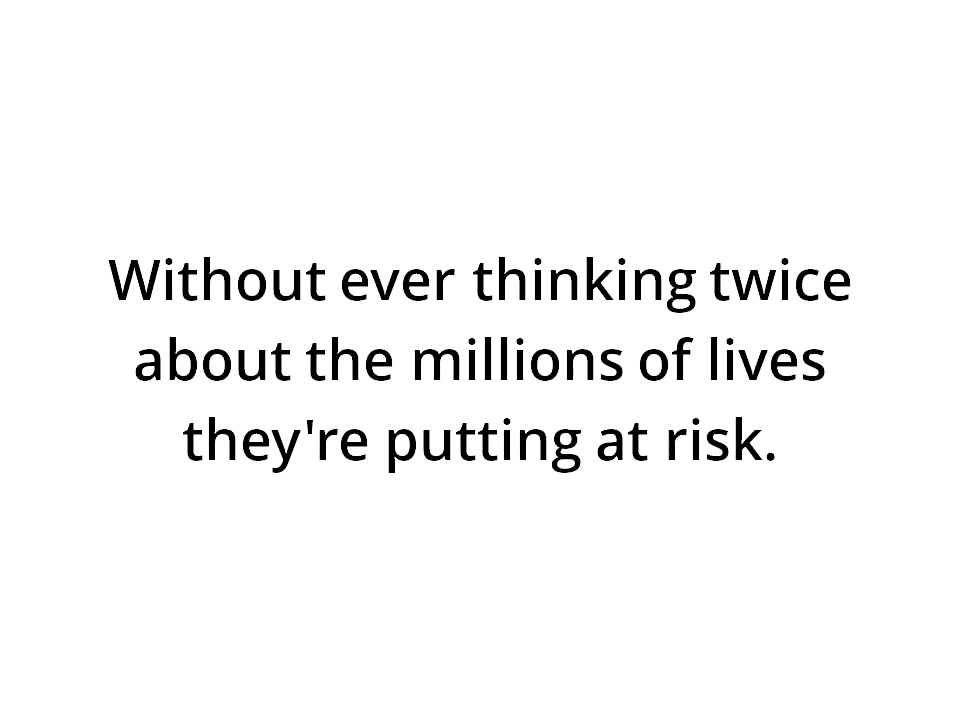 Without ever thinking twice
about the millions of lives
they're putting at risk.